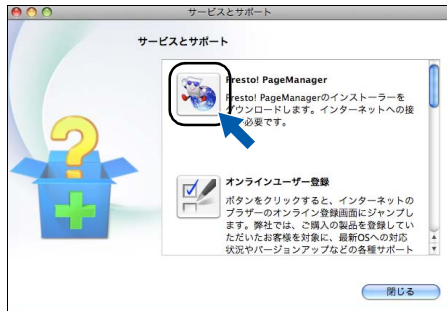 サービスとサポート
サービスとサポート
Presto! PageManager
Presto! PageManagerのインストーラーを
ダウンロードします。インターネットへの接
必要です。
オンラインユーザー登録
ボタンをクリックすると、インターネットの
ブラザーのオンライン登録画面にジャンプし
ます。弊社では、ご購入の製品を登録してい
ただいたお客様を対象に、最新OSへの対応
状況やバージョンアップなどの各種サポート
閉じる